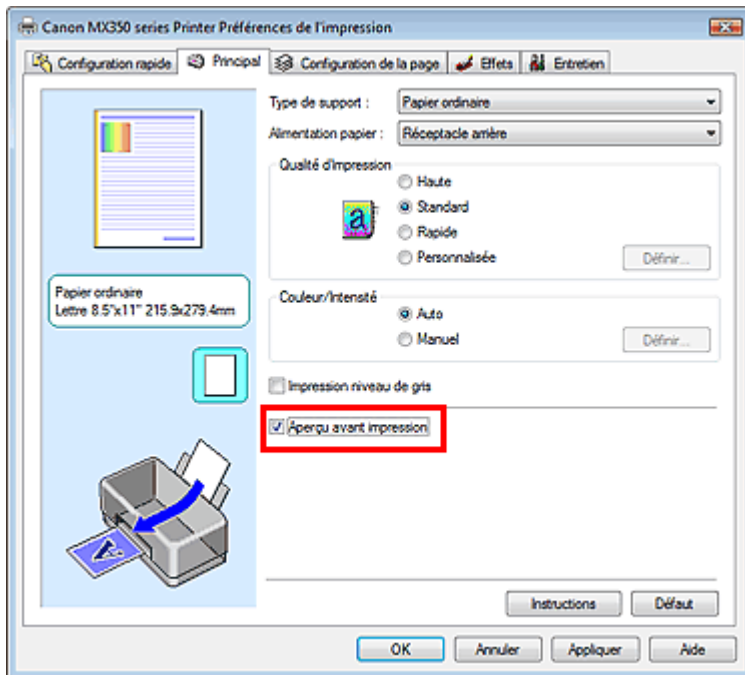 Canon MX350 series Printer Préférences de l'impression
Configuration rapide Principal Configuration de la page Effets Entretien
Type de support : Papier ordinaire
Alimentation papier : Réceptacle arrière
Qualité d'impression
Haute
Standard
Rapide
Personnalisée Définir...
Papier ordinaire
Lettre 8.5"x11" 215.9x279.4mm
Couleur/Intensité
Auto
Manuel Définir...
Impression niveau de gris
Aperçu avant impression
Instructions Défaut
OK Annuler Appliquer Aide